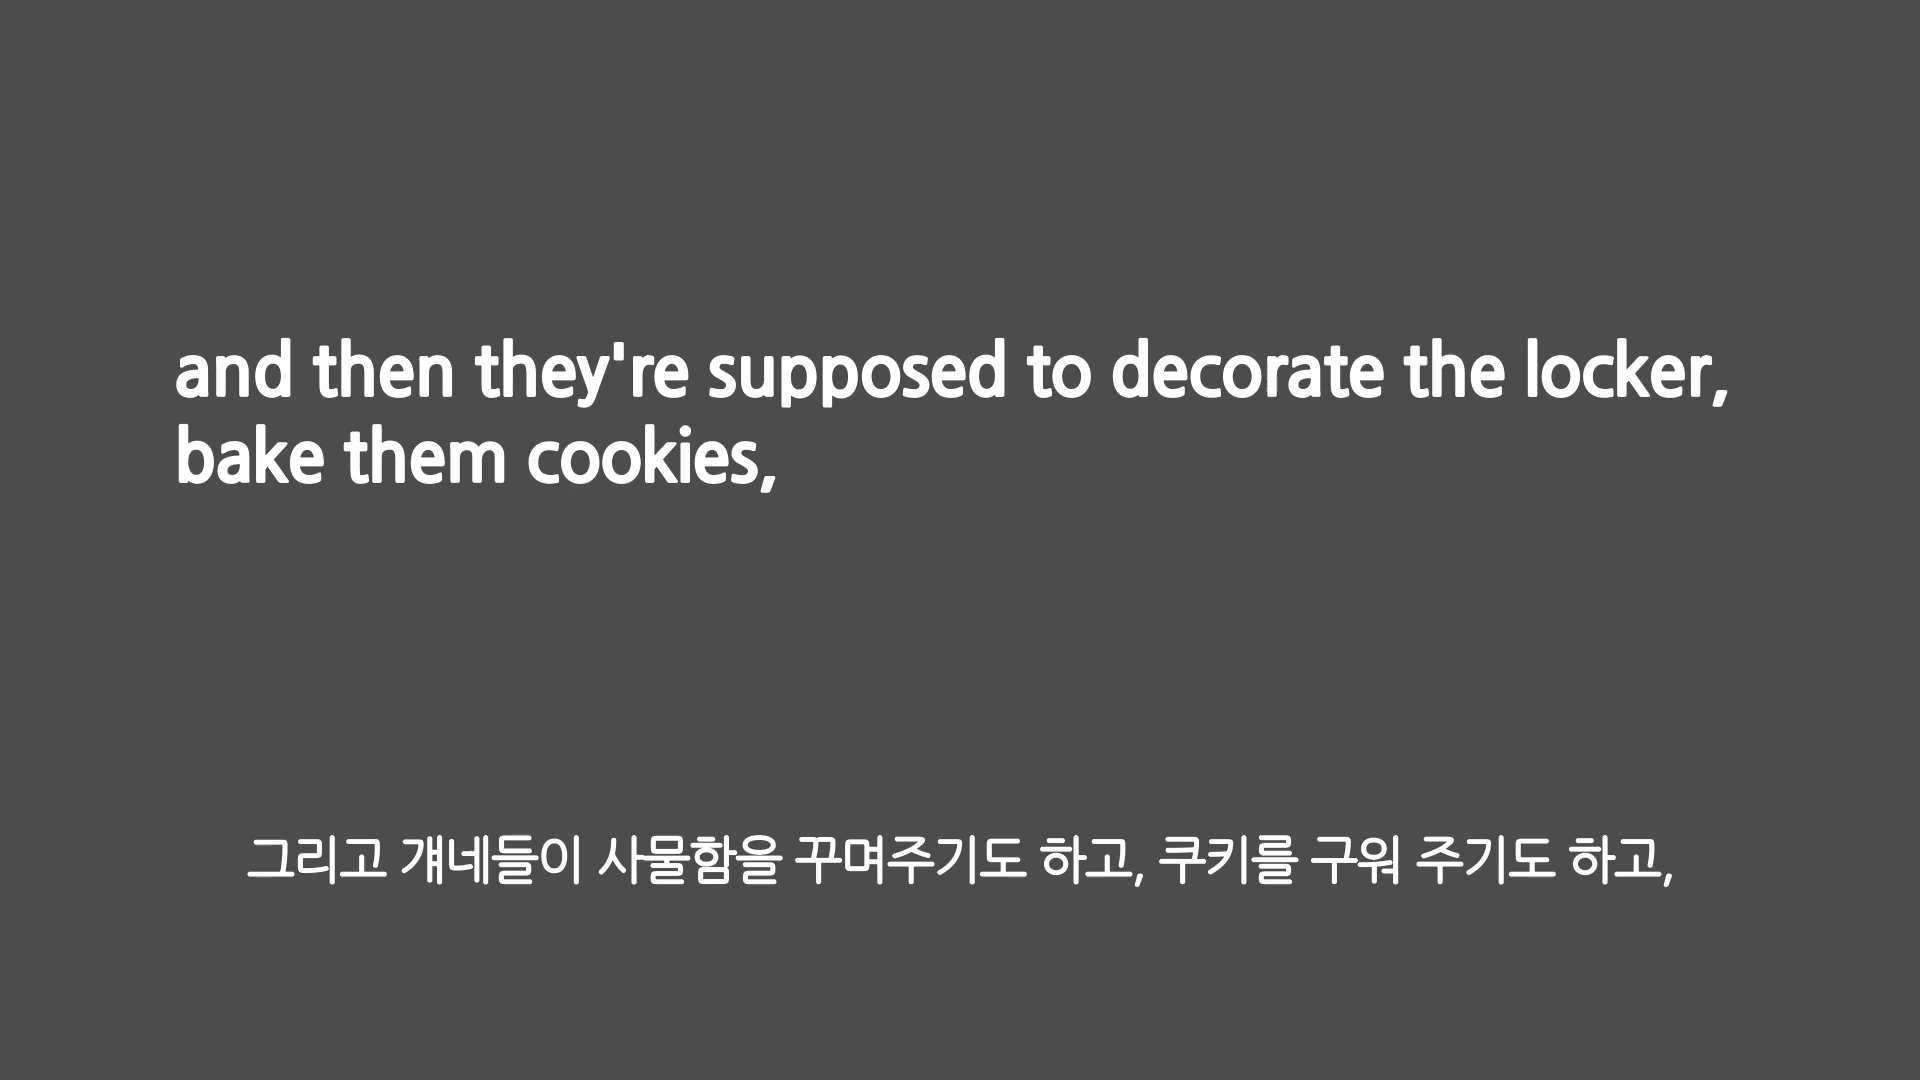 and then they're supposed to decorate the locker,
bake them cookies,
그리고 걔네들이 사물함을 꾸며주기도 하고, 쿠키를 구워 주기도 하고,